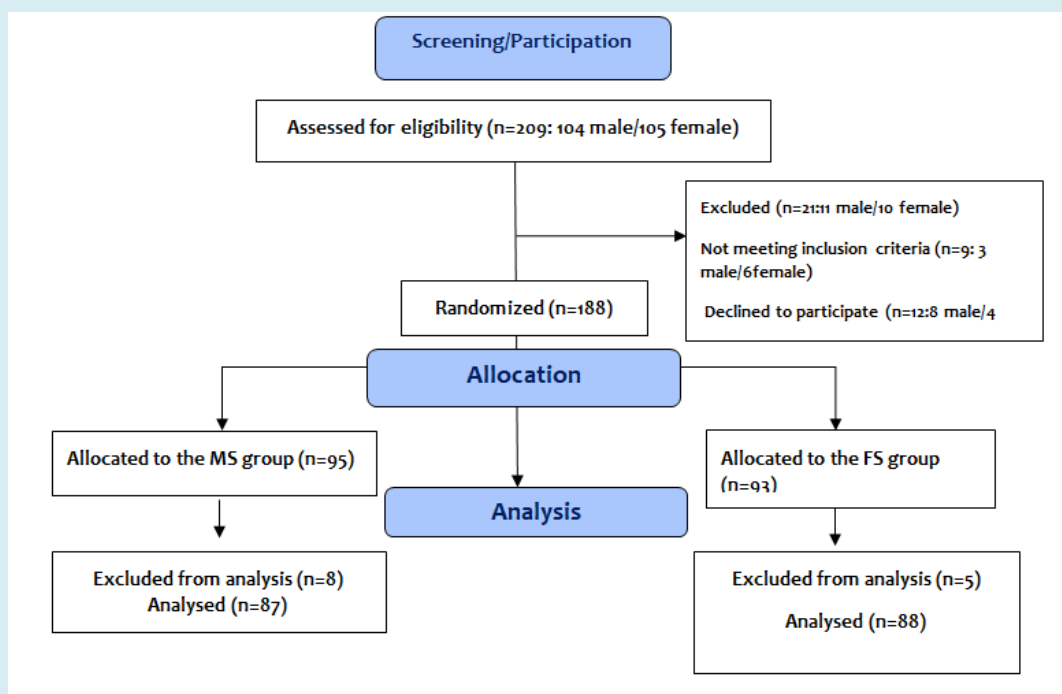 Screening/Participation
Assessed for eligibility (n=209: 104 male/105 female)
Excluded (n=21:11 male/10 female)
Not meeting inclusion criteria (n=9: 3
male/6female)
Declined to participate (n=12:8 male/4
Randomized (n=188)
Allocation
Allocated to the MS group (n=95)
Allocated to the FS group
(n=93)
Analysis
Excluded from analysis (n=8)
Analysed (n=87)
Excluded from analysis (n=5)
Analysed (n=88)